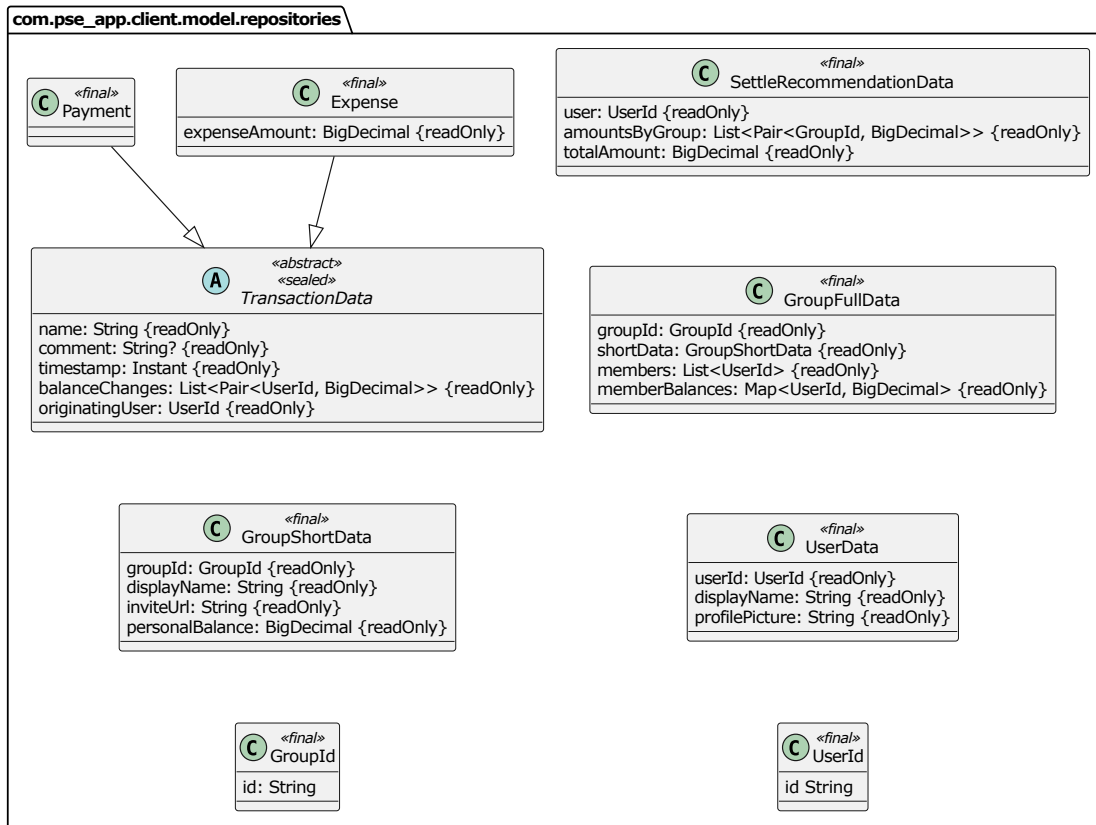 com.pse_app.client.model.repositories
C «final»
Payment
C «final»
Expense
expenseAmount: BigDecimal {readOnly}
C «final»
SettleRecommendationData
user: UserId {readOnly}
amountsByGroup: List<Pair<GroupId, BigDecimal>> {readOnly}
totalAmount: BigDecimal {readOnly}
A «abstract»
«sealed»
TransactionData
name: String {readOnly}
comment: String? {readOnly}
timestamp: Instant {readOnly}
balanceChanges: List<Pair<UserId, BigDecimal>> {readOnly}
originatingUser: UserId {readOnly}
C «final»
GroupFullData
groupId: GroupId {readOnly}
shortData: GroupShortData {readOnly}
members: List<UserId> {readOnly}
memberBalances: Map<UserId, BigDecimal> {readOnly}
C «final»
GroupShortData
groupId: GroupId {readOnly}
displayName: String {readOnly}
inviteUrl: String {readOnly}
personalBalance: BigDecimal {readOnly}
C «final»
UserData
userId: UserId {readOnly}
displayName: String {readOnly}
profilePicture: String {readOnly}
C «final»
GroupId
id: String
C «final»
UserId
id String